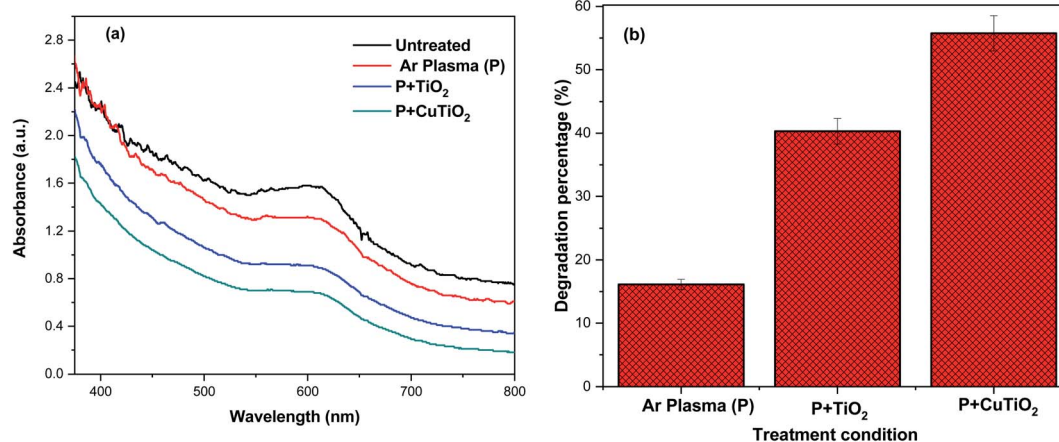 (a)
Untreated
Ar Plasma (P)
P+TiO₂
P+CuTiO₂
2.8
2.4
2.0
1.6
1.2
0.8
0.4
0.0
Absorbance (a.u.)
400 500 600 700 800
Wavelength (nm)
(b)
60
50
40
30
20
10
0
Degradation percentage (%)
Ar Plasma (P) P+TiO₂ P+CuTiO₂
Treatment condition